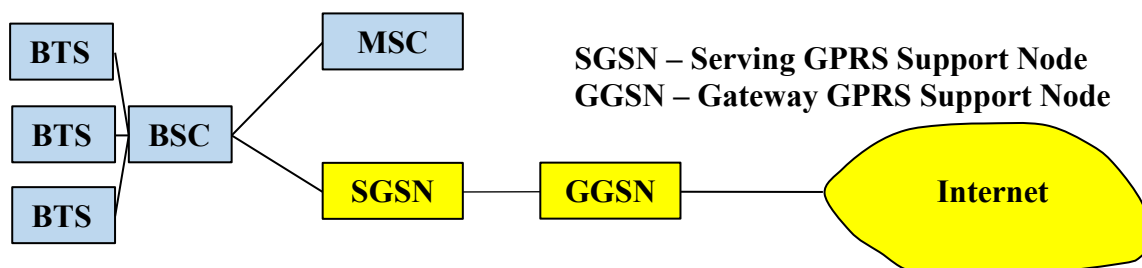 BTS
MSC
SGSN – Serving GPRS Support Node
GGSN – Gateway GPRS Support Node
BTS
BSC
SGSN
GGSN
Internet
BTS